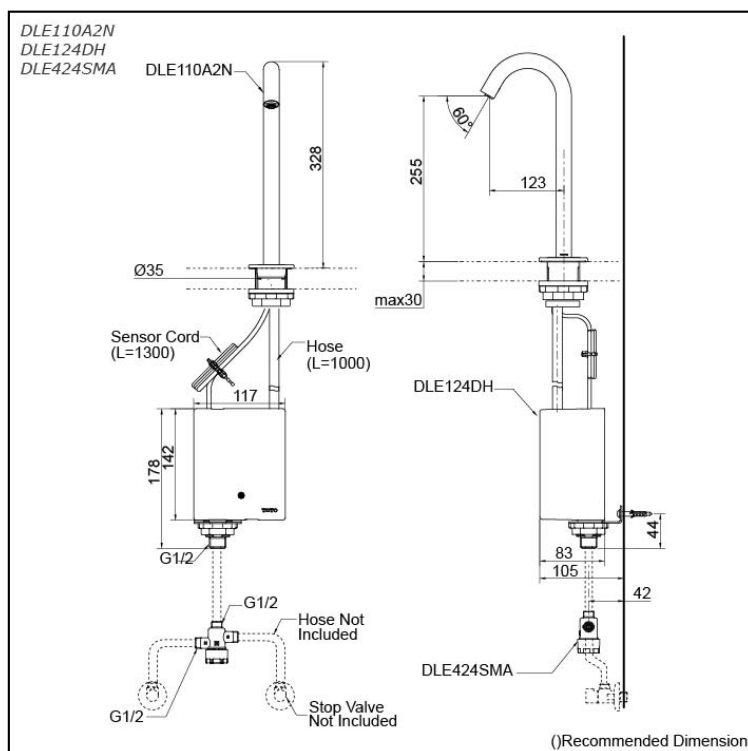 DLE110A2N
DLE124DH
DLE424SMA
DLE110A2N
328
Ø35
Sensor Cord
(L=1300)
Hose
(L=1000)
117
178
142
TOTO
G1/2
G1/2
Hose Not
Included
G1/2
Stop Valve
Not Included
60°
255
123
max30
DLE124DH
44
83
105
42
DLE424SMA
()Recommended Dimension